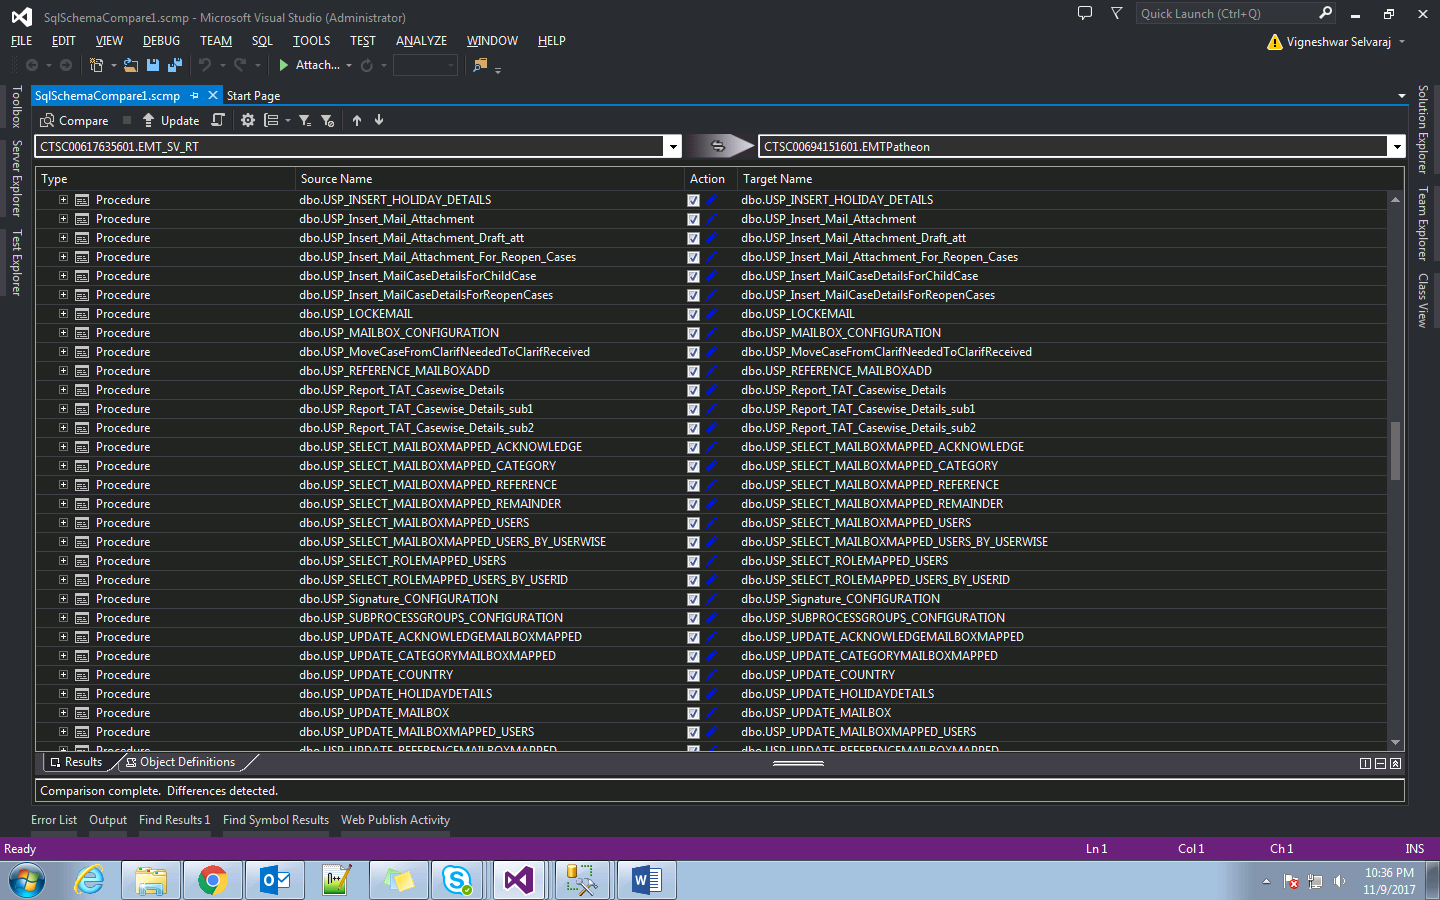 SqlSchemaCompare1.scmp - Microsoft Visual Studio (Administrator)
Quick Launch (Ctrl+Q)
FILE EDIT VIEW DEBUG TEAM SQL TOOLS TEST ANALYZE WINDOW HELP
Vigneshwar Selvaraj
Attach...
SqlSchemaCompare1.scmp Start Page
Compare Update
CTSC00617635601.EMT_SV_RT CTSC00694151601.EMTPatheon
Type Source Name Action Target Name
Procedure dbo.USP_INSERT_HOLIDAY_DETAILS dbo.USP_INSERT_HOLIDAY_DETAILS
Procedure dbo.USP_Insert_Mail_Attachment dbo.USP_Insert_Mail_Attachment
Procedure dbo.USP_Insert_Mail_Attachment_Draft_att dbo.USP_Insert_Mail_Attachment_Draft_att
Procedure dbo.USP_Insert_Mail_Attachment_For_Reopen_Cases dbo.USP_Insert_Mail_Attachment_For_Reopen_Cases
Procedure dbo.USP_Insert_MailCaseDetailsForChildCase dbo.USP_Insert_MailCaseDetailsForChildCase
Procedure dbo.USP_Insert_MailCaseDetailsForReopenCases dbo.USP_Insert_MailCaseDetailsForReopenCases
Procedure dbo.USP_LOCKEMAIL dbo.USP_LOCKEMAIL
Procedure dbo.USP_MAILBOX_CONFIGURATION dbo.USP_MAILBOX_CONFIGURATION
Procedure dbo.USP_MoveCaseFromClarifNeededToClarifReceived dbo.USP_MoveCaseFromClarifNeededToClarifReceived
Procedure dbo.USP_REFERENCE_MAILBOXADD dbo.USP_REFERENCE_MAILBOXADD
Procedure dbo.USP_Report_TAT_Casewise_Details dbo.USP_Report_TAT_Casewise_Details
Procedure dbo.USP_Report_TAT_Casewise_Details_sub1 dbo.USP_Report_TAT_Casewise_Details_sub1
Procedure dbo.USP_Report_TAT_Casewise_Details_sub2 dbo.USP_Report_TAT_Casewise_Details_sub2
Procedure dbo.USP_SELECT_MAILBOXMAPPED_ACKNOWLEDGE dbo.USP_SELECT_MAILBOXMAPPED_ACKNOWLEDGE
Procedure dbo.USP_SELECT_MAILBOXMAPPED_CATEGORY dbo.USP_SELECT_MAILBOXMAPPED_CATEGORY
Procedure dbo.USP_SELECT_MAILBOXMAPPED_REFERENCE dbo.USP_SELECT_MAILBOXMAPPED_REFERENCE
Procedure dbo.USP_SELECT_MAILBOXMAPPED_REMAINDER dbo.USP_SELECT_MAILBOXMAPPED_REMAINDER
Procedure dbo.USP_SELECT_MAILBOXMAPPED_USERS dbo.USP_SELECT_MAILBOXMAPPED_USERS
Procedure dbo.USP_SELECT_MAILBOXMAPPED_USERS_BY_USERWISE dbo.USP_SELECT_MAILBOXMAPPED_USERS_BY_USERWISE
Procedure dbo.USP_SELECT_ROLEMAPPED_USERS dbo.USP_SELECT_ROLEMAPPED_USERS
Procedure dbo.USP_SELECT_ROLEMAPPED_USERS_BY_USERID dbo.USP_SELECT_ROLEMAPPED_USERS_BY_USERID
Procedure dbo.USP_Signature_CONFIGURATION dbo.USP_Signature_CONFIGURATION
Procedure dbo.USP_SUBPROCESSGROUPS_CONFIGURATION dbo.USP_SUBPROCESSGROUPS_CONFIGURATION
Procedure dbo.USP_UPDATE_ACKNOWLEDGEMAILBOXMAPPED dbo.USP_UPDATE_ACKNOWLEDGEMAILBOXMAPPED
Procedure dbo.USP_UPDATE_CATEGORYMAILBOXMAPPED dbo.USP_UPDATE_CATEGORYMAILBOXMAPPED
Procedure dbo.USP_UPDATE_COUNTRY dbo.USP_UPDATE_COUNTRY
Procedure dbo.USP_UPDATE_HOLIDAYDETAILS dbo.USP_UPDATE_HOLIDAYDETAILS
Procedure dbo.USP_UPDATE_MAILBOX dbo.USP_UPDATE_MAILBOX
Procedure dbo.USP_UPDATE_MAILBOXMAPPED_USERS dbo.USP_UPDATE_MAILBOXMAPPED_USERS
Procedure dbo.USP_UPDATE_REFERENCEMAILBOXMAPPED dbo.USP_UPDATE_REFERENCEMAILBOXMAPPED
Toolbox
Server Explorer
Test Explorer
Solution Explorer
Team Explorer
Class View
Results Object Definitions
Comparison complete. Differences detected.
Error List Output Find Results 1 Find Symbol Results Web Publish Activity
Ready Ln 1 Col 1 Ch 1 INS
10:36 PM
11/9/2017